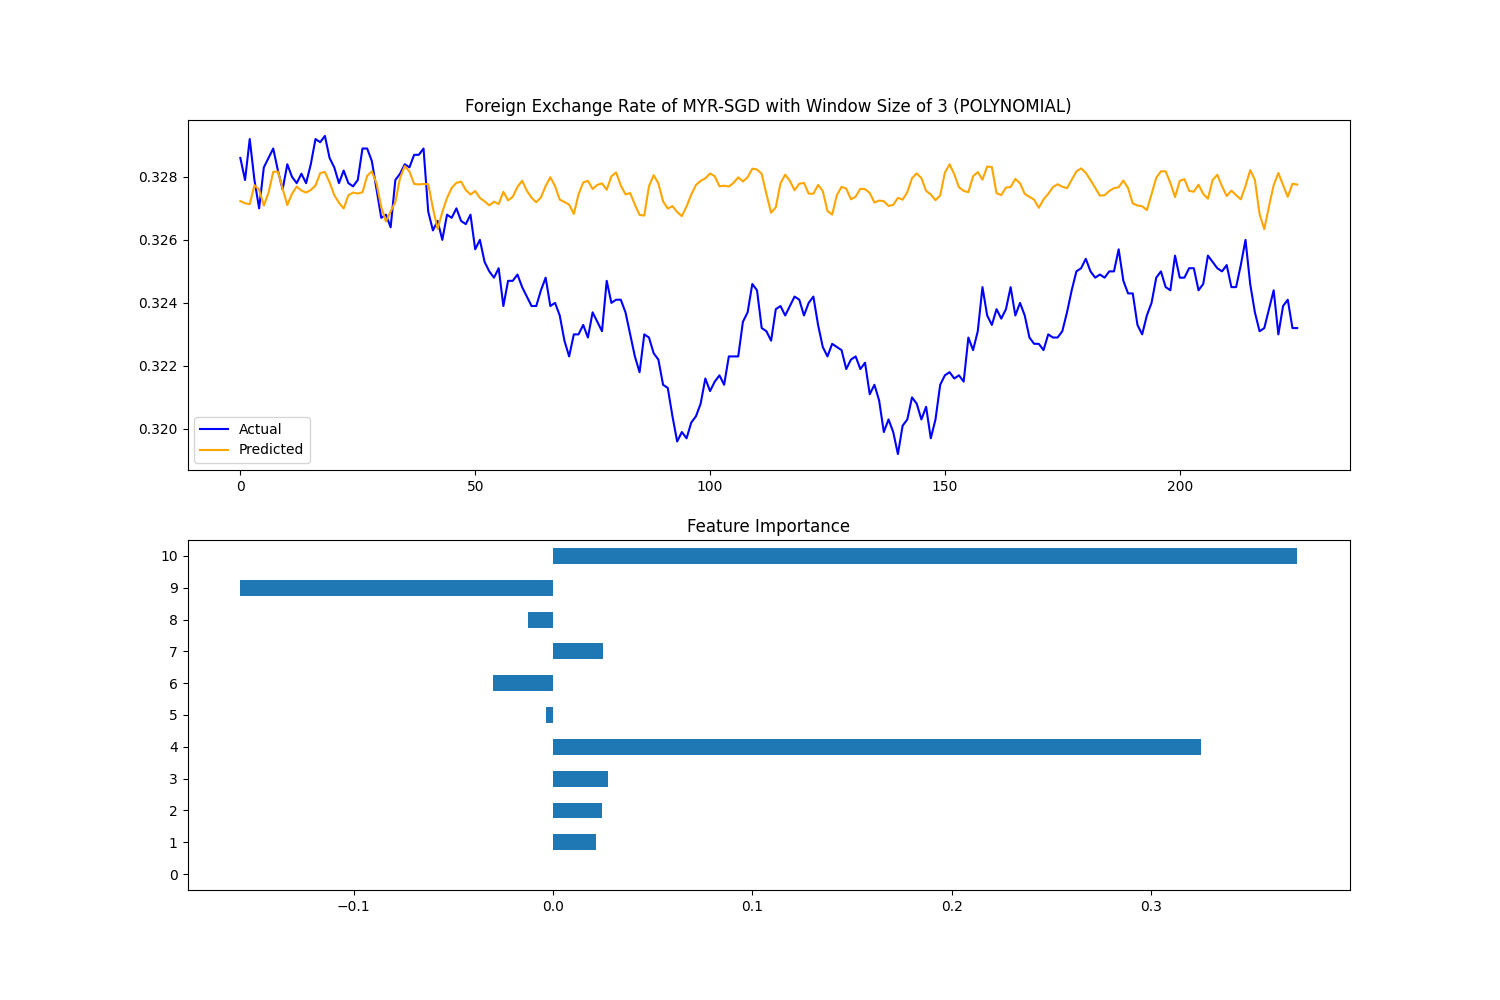 Foreign Exchange Rate of MYR-SGD with Window Size of 3 (POLYNOMIAL)
0.328
0.326
0.324
0.322
0.320
Actual
Predicted
0 50 100 150 200
Feature Importance
10
9
8
7
6
5
4
3
2
1
0
−0.1 0.0 0.1 0.2 0.3